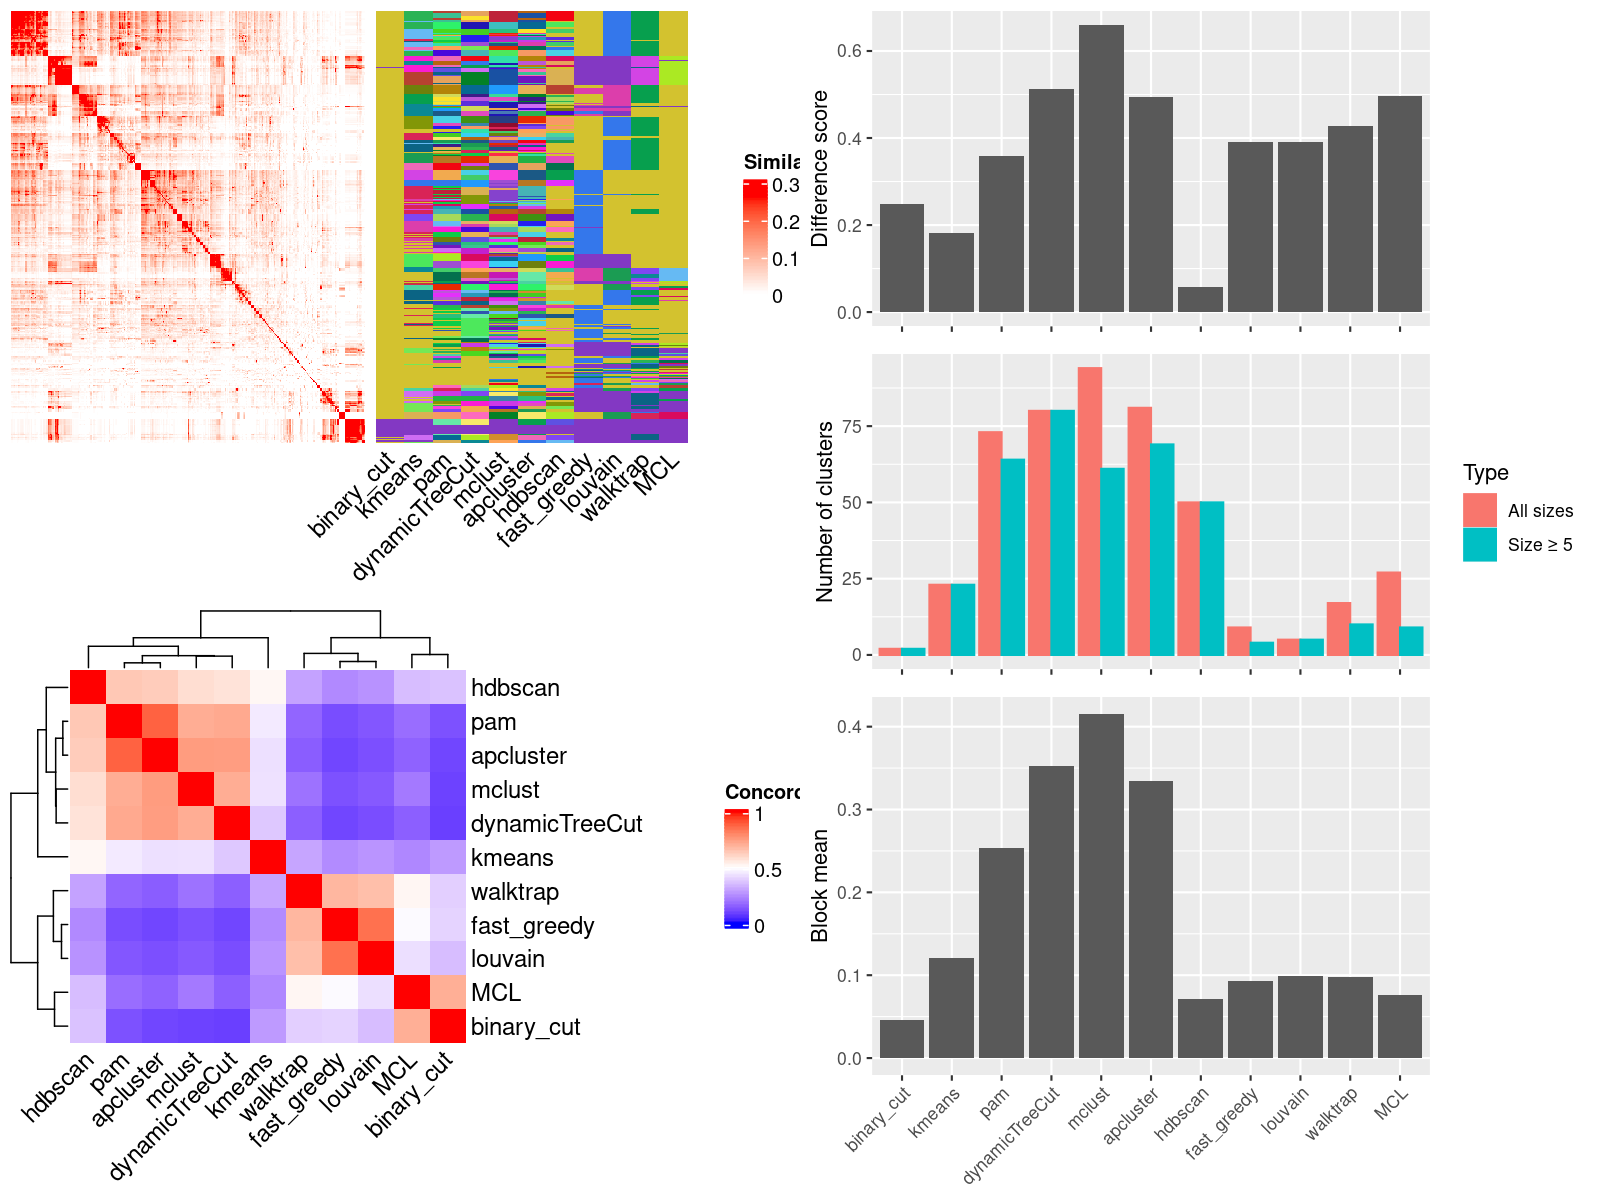 Simila
0.3
0.2
0.1
0
binary_cut
kmeans
pam
dynamicTreeCut
mclust
apcluster
hdbscan
fast_greedy
louvain
walktrap
MCL
hdbscan
pam
apcluster
mclust
dynamicTreeCut
kmeans
walktrap
fast_greedy
louvain
MCL
binary_cut
hdbscan
pam
apcluster
mclust
dynamicTreeCut
kmeans
walktrap
fast_greedy
louvain
MCL
binary_cut
Concord
1
0.5
0
Difference score
0.6
0.4
0.2
0.0
Number of clusters
75
50
25
0
Type
All sizes
Size ≥ 5
Block mean
0.4
0.3
0.2
0.1
0.0
binary_cut
kmeans
pam
dynamicTreeCut
mclust
apcluster
hdbscan
fast_greedy
louvain
walktrap
MCL